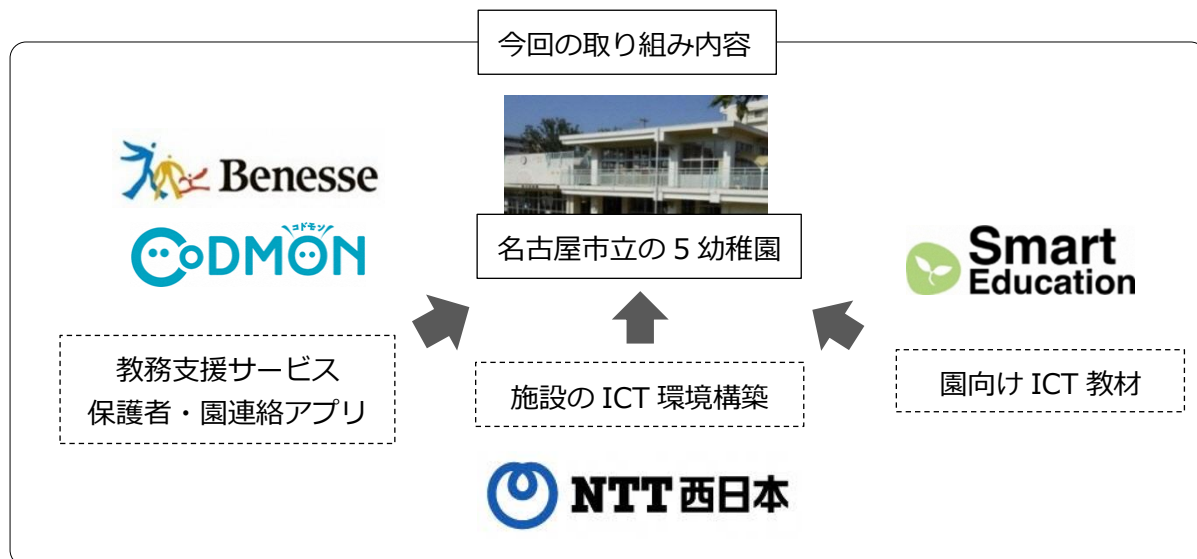 今回の取り組み内容
Benesse
コドモン
CoDMON
名古屋市立の5幼稚園
Smart
Education
教務支援サービス
保護者・園連絡アプリ
施設の ICT 環境構築
園向け ICT 教材
NTT 西日本